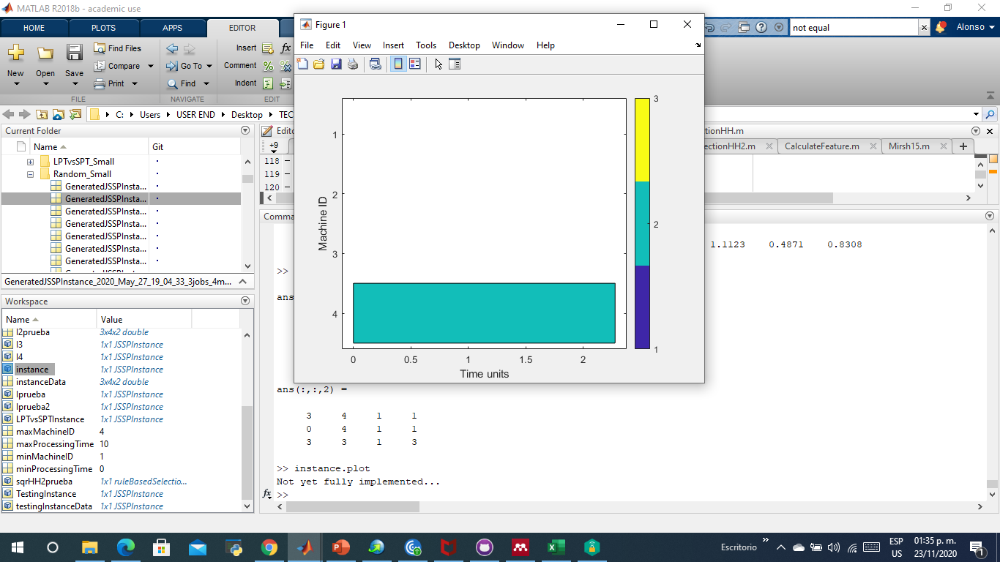 MATLAB R2018b - academic use
HOME
PLOTS
APPS
EDITOR
not equal
Alonso
New
Open
Save
Find Files
Compare
Print
Go To
Find
Insert
Comment
Indent
fx
FILE
NAVIGATE
EDIT
C:
Users
USER END
Desktop
TEC
Current Folder
Name
Git
LPTvsSPT_Small
Random_Small
GeneratedJSSPInsta...
GeneratedJSSPInsta...
GeneratedJSSPInsta...
GeneratedJSSPInsta...
GeneratedJSSPInsta...
GeneratedJSSPInsta...
GeneratedJSSPInsta...
GeneratedJSSPInstance_2020_May_27_19_04_33_3jobs_4m...
Workspace
Name
Value
I2prueba 3x4x2 double
I3 1x1 JSSPInstance
I4 1x1 JSSPInstance
instance 1x1 JSSPInstance
instanceData 3x4x2 double
Iprueba 1x1 JSSPInstance
Iprueba2 1x1 JSSPInstance
LPTvsSPTInstance 1x1 JSSPInstance
maxMachineID 4
maxProcessingTime 10
minMachineID 1
minProcessingTime 0
sqrHH2prueba 1x1 ruleBasedSelectio...
TestingInstance 1x1 JSSPInstance
testingInstanceData 1x1 JSSPInstance
Edito
ctionHH.m
+9
ectionHH2.m
CalculateFeature.m
Mirsh15.m
118 –
119 –
120 –
Comma
1.1123 0.4871 0.8308
>>
ans
ans(:,:,2) =
3 4 1 1
0 4 1 1
3 3 1 3
>> instance.plot
Not yet fully implemented...
fx >>
Figure 1
File Edit View Insert Tools Desktop Window Help
Machine ID
1
2
3
4
0 0.5 1 1.5 2
Time units
3
2
1
Escritorio
ESP
US
01:35 p. m.
23/11/2020
1